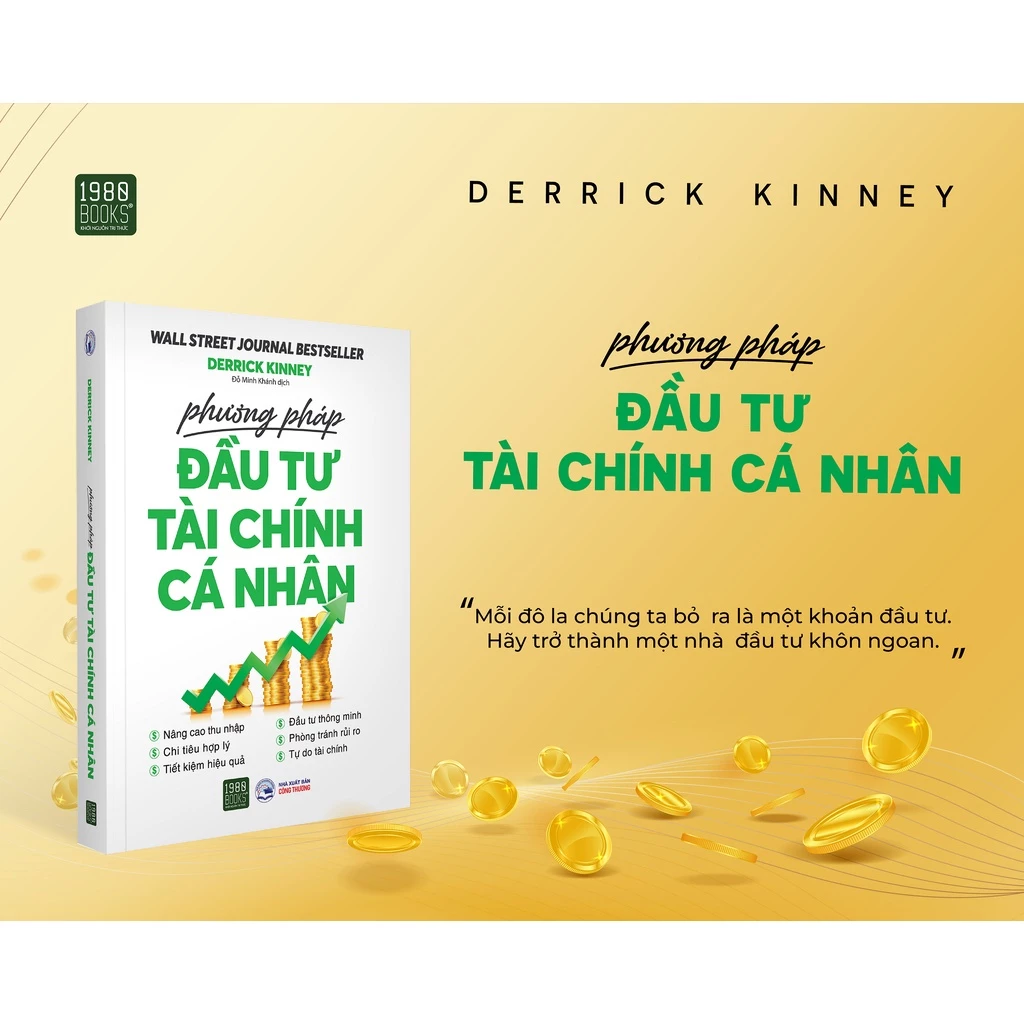 1980
BOOKS®
KHƠI NGUỒN TRI THỨC
DERRICK KINNEY
phương pháp
ĐẦU TƯ
TÀI CHÍNH CÁ NHÂN
“Mỗi đô la chúng ta bỏ ra là một khoản đầu tư.
Hãy trở thành một nhà đầu tư khôn ngoan. ”
DERRICK KINNEY
phương pháp
ĐẦU TƯ TÀI CHÍNH CÁ NHÂN
WALL STREET JOURNAL BESTSELLER
DERRICK KINNEY
Đỗ Minh Khánh dịch
phương pháp
ĐẦU TƯ
TÀI CHÍNH
CÁ NHÂN
Nâng cao thu nhập
Chi tiêu hợp lý
Tiết kiệm hiệu quả
Đầu tư thông minh
Phòng tránh rủi ro
Tự do tài chính
1980
BOOKS
NHÀ XUẤT BẢN
CÔNG THƯƠNG